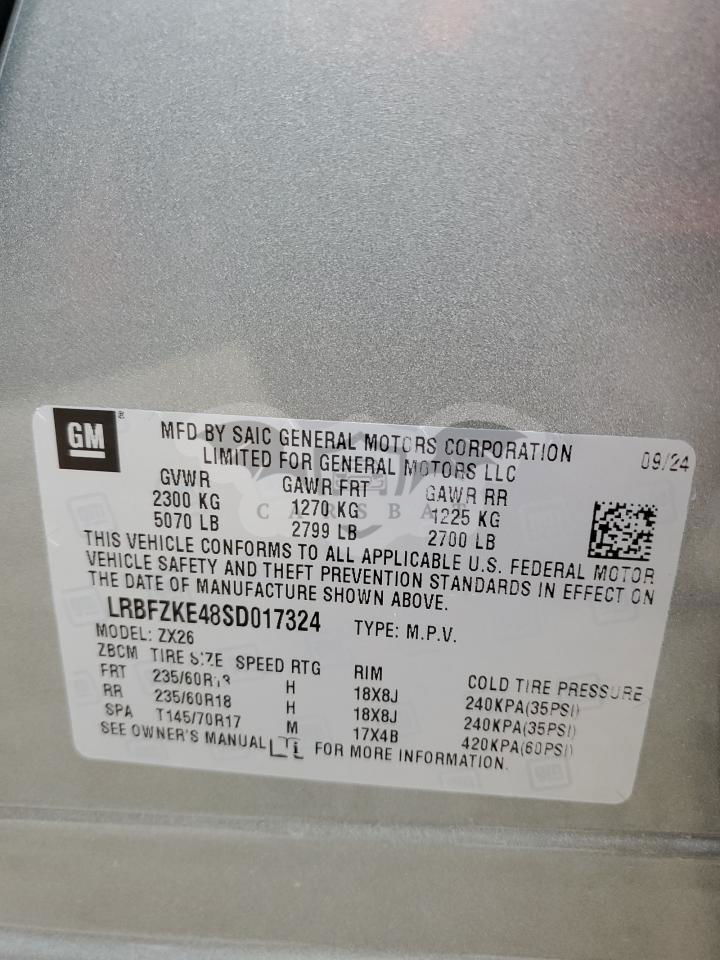 GM
MFD BY SAIC GENERAL MOTORS CORPORATION
LIMITED FOR GENERAL MOTORS LLC
09/24
GVWR GAWR FRT GAWR RR
2300 KG 1270 KG 1225 KG
5070 LB 2799 LB 2700 LB
CARSBA
THIS VEHICLE CONFORMS TO ALL APPLICABLE U.S. FEDERAL MOTOR
VEHICLE SAFETY AND THEFT PREVENTION STANDARDS IN EFFECT ON
THE DATE OF MANUFACTURE SHOWN ABOVE.
LRBFZKE48SD017324 TYPE: M.P.V.
MODEL: ZX26
ZBCM TIRE SIZE SPEED RTG RIM COLD TIRE PRESSURE
FRT 235/60R18 H 18X8J 240KPA(35PSI)
RR 235/60R18 H 18X8J 240KPA(35PSI)
SPA T145/70R17 M 17X4B 420KPA(60PSI)
SEE OWNER'S MANUAL FOR MORE INFORMATION.